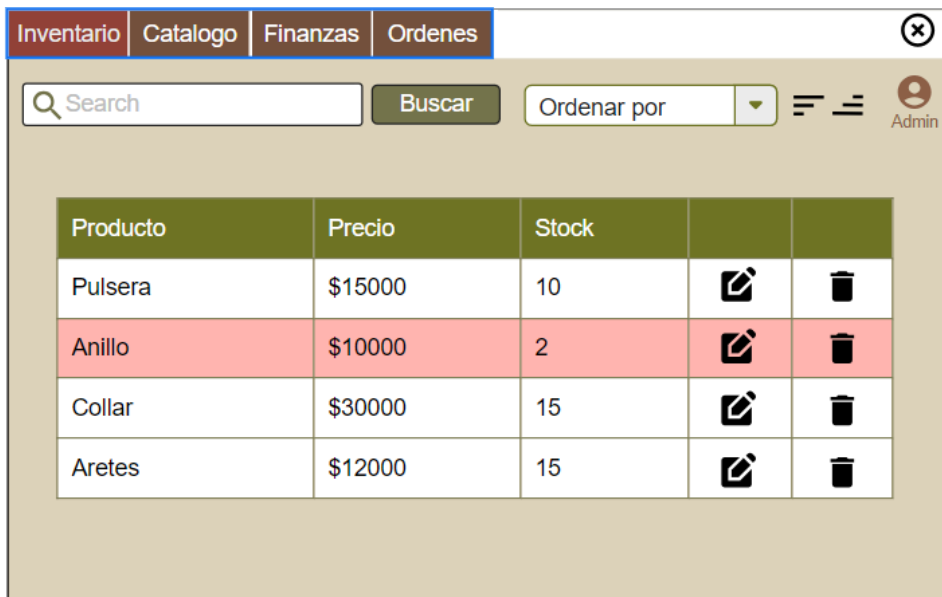 Inventario Catalogo Finanzas Ordenes
Search Buscar Ordenar por
Admin
Producto Precio Stock
Pulsera $15000 10
Anillo $10000 2
Collar $30000 15
Aretes $12000 15